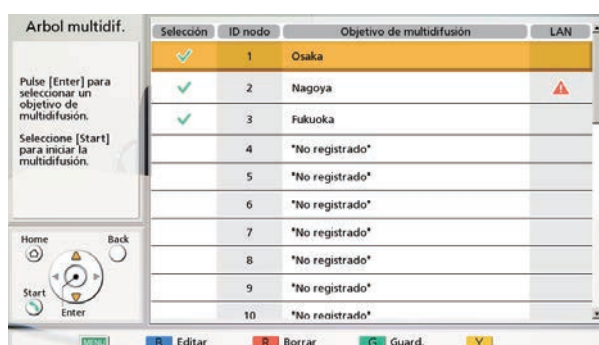 Arbol multidif.
Pulse [Enter] para
seleccionar un
objetivo de
multidifusión.
Seleccione [Start]
para iniciar la
multidifusión.
Home Back
Start
Enter
Selección ID nodo Objetivo de multidifusión LAN
1 Osaka
2 Nagoya
3 Fukuoka
4 *No registrado*
5 *No registrado*
6 *No registrado*
7 *No registrado*
8 *No registrado*
9 *No registrado*
10 *No registrado*
MENU B Editar R Borrar G Guard. Y